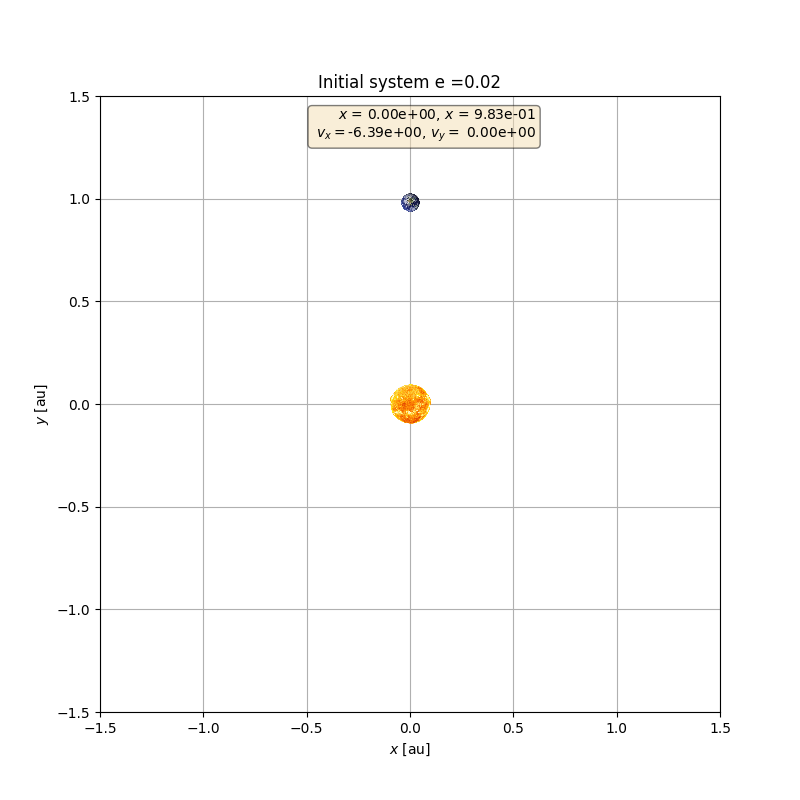 Initial system e =0.02
x = 0.00e+00, x = 9.83e-01
vₓ = -6.39e+00, v_y = 0.00e+00
1.5
1.0
0.5
0.0
−0.5
−1.0
−1.5
y [au]
−1.5 −1.0 −0.5 0.0 0.5 1.0 1.5
x [au]